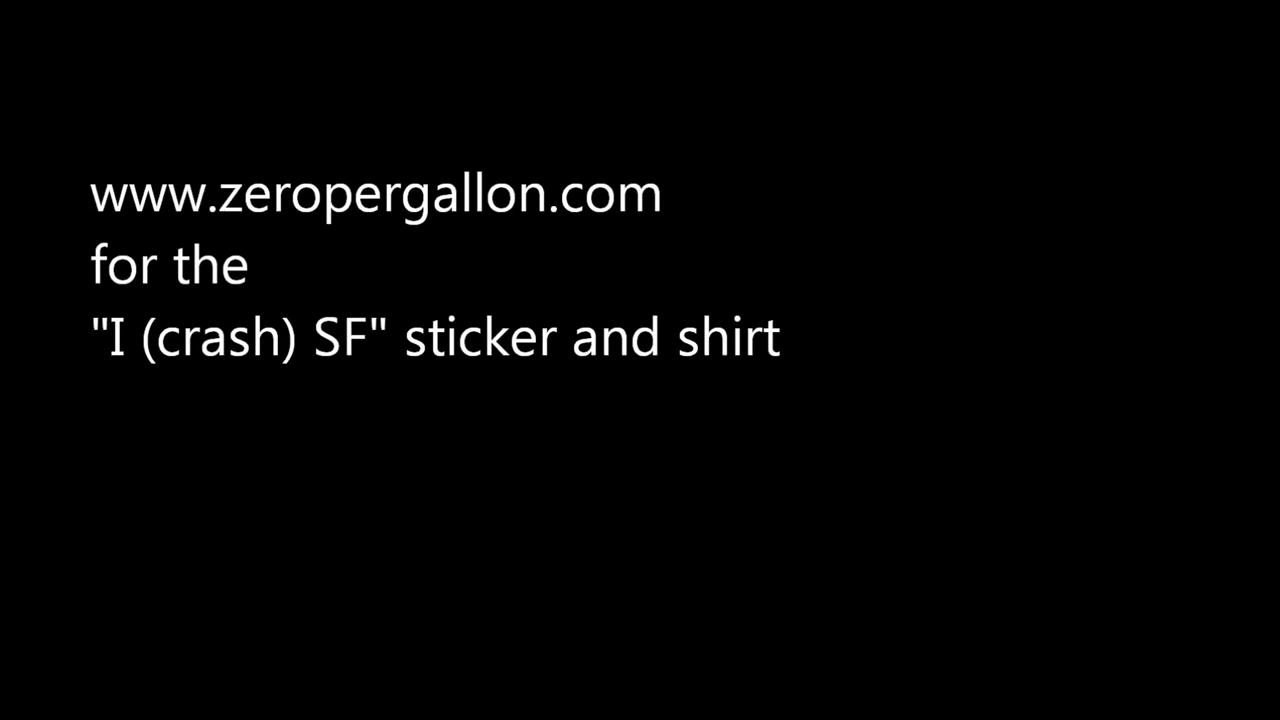 www.zeropergallon.com
for the
"I (crash) SF" sticker and shirt